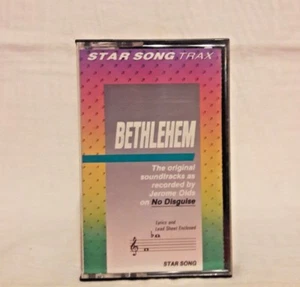 STAR SONG TRAX
BETHLEHEM
The original
soundtracks as
recorded by
Jerome Olds
on No Disguise
Lyrics and
Lead Sheet Enclosed
STAR SONG